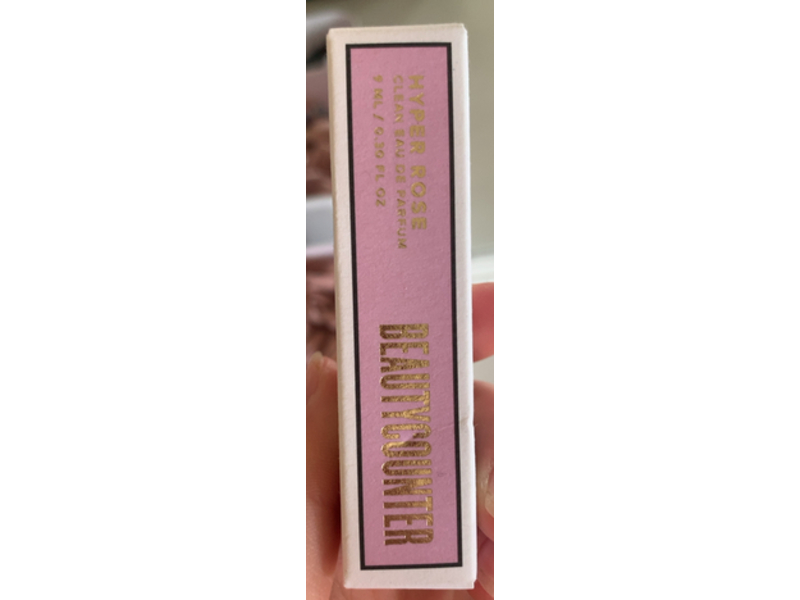 HYPER ROSE
CLEAN EAU DE PARFUM
9 mL / 0.30 FL OZ
BEAUTYCOUNTER